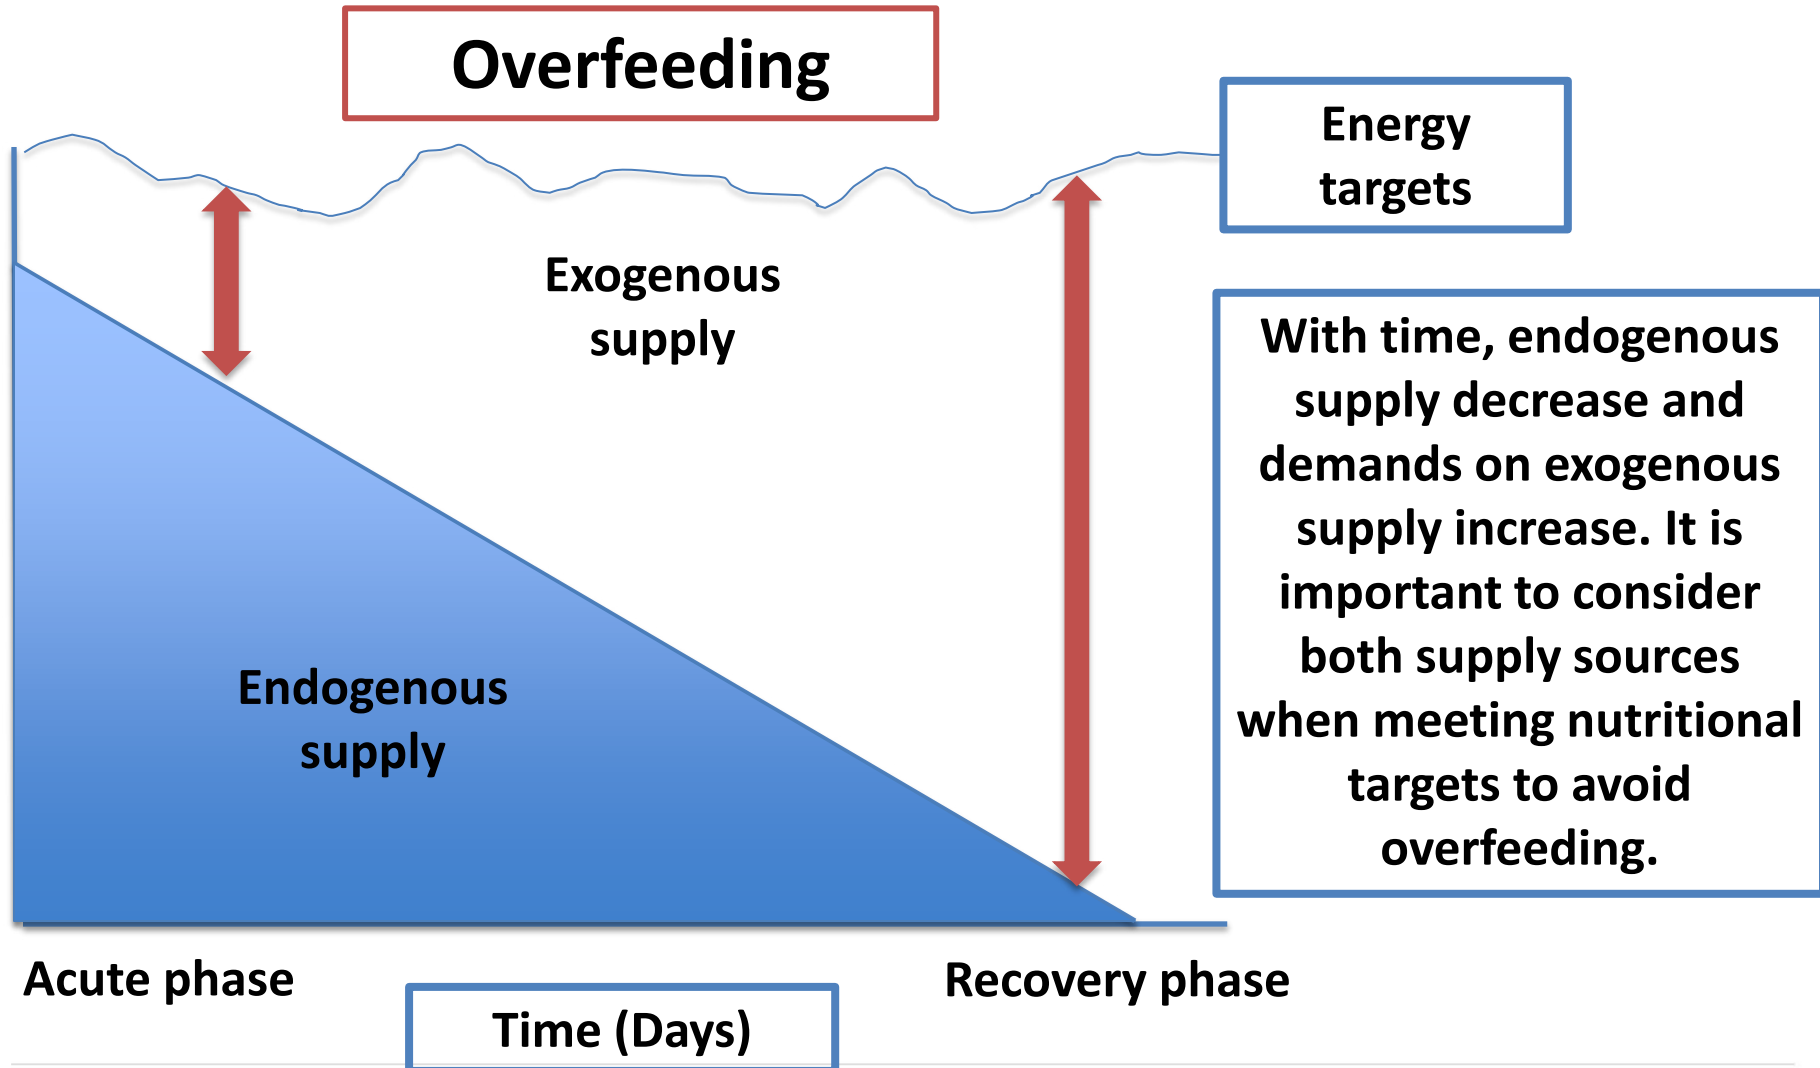 Overfeeding
Energy
targets
Exogenous
supply
With time, endogenous
supply decrease and
demands on exogenous
supply increase. It is
important to consider
both supply sources
when meeting nutritional
targets to avoid
overfeeding.
Endogenous
supply
Acute phase
Recovery phase
Time (Days)